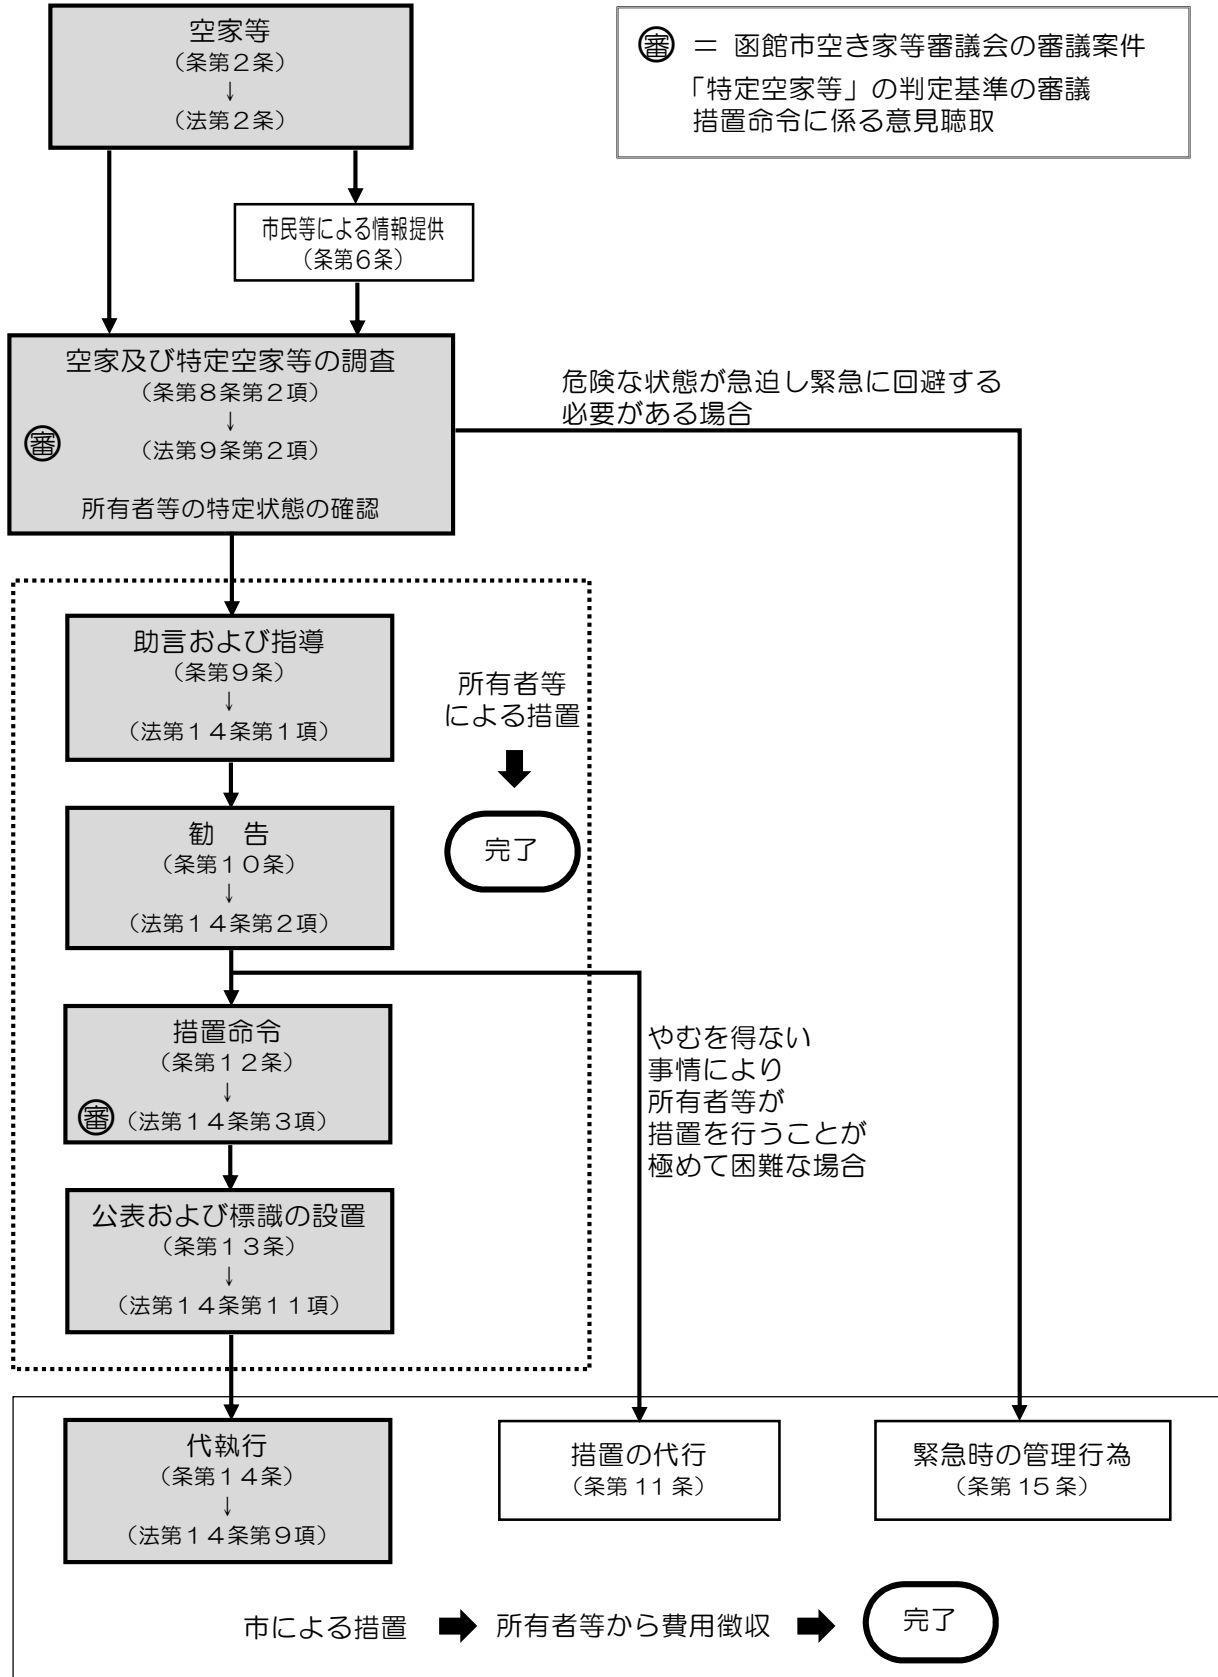 空家等
（条第２条）
↓
（法第２条）
審 ＝ 函館市空き家等審議会の審議案件
「特定空家等」の判定基準の審議
措置命令に係る意見聴取
市民等による情報提供
（条第６条）
空家及び特定空家等の調査
（条第８条第２項）
↓
審
（法第９条第２項）
所有者等の特定状態の確認
危険な状態が急迫し緊急に回避する
必要がある場合
助言および指導
（条第９条）
↓
（法第１４条第１項）
所有者等
による措置
完了
勧　告
（条第１０条）
↓
（法第１４条第２項）
措置命令
（条第１２条）
↓
審
（法第１４条第３項）
やむを得ない
事情により
所有者等が
措置を行うことが
極めて困難な場合
公表および標識の設置
（条第１３条）
↓
（法第１４条第１１項）
代執行
（条第１４条）
↓
（法第１４条第９項）
措置の代行
（条第 11 条）
緊急時の管理行為
（条第 15 条）
市による措置 ➡ 所有者等から費用徴収 ➡ 完了